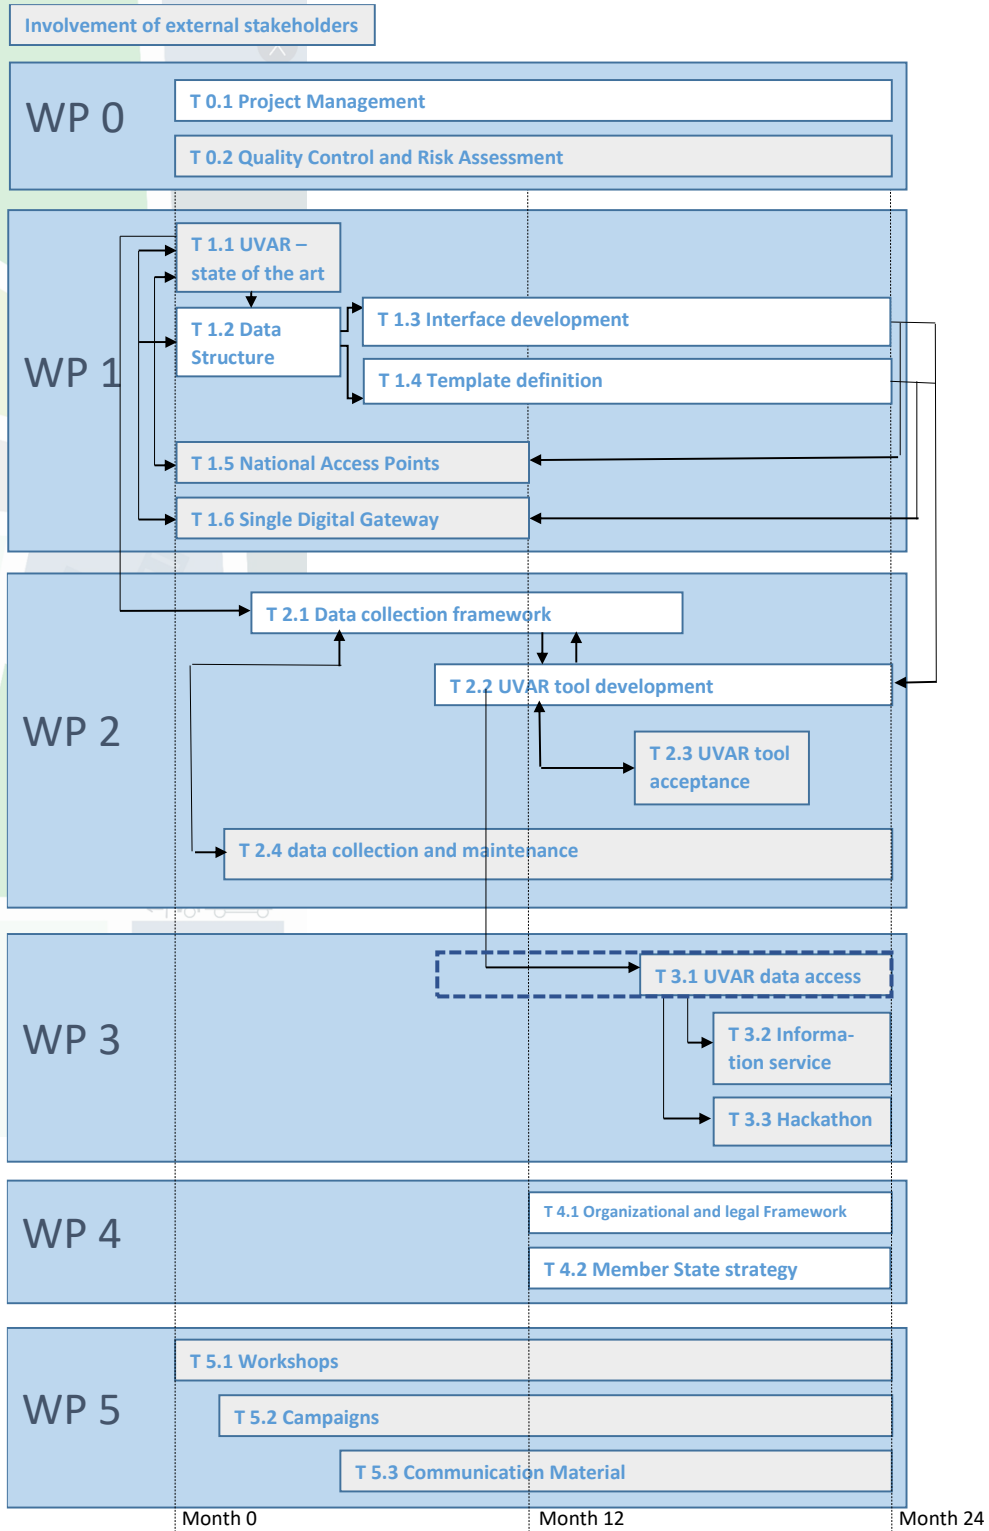 Involvement of external stakeholders
WP 0
T 0.1 Project Management
T 0.2 Quality Control and Risk Assessment
WP 1
T 1.1 UVAR –
state of the art
T 1.2 Data
Structure
T 1.3 Interface development
T 1.4 Template definition
T 1.5 National Access Points
T 1.6 Single Digital Gateway
WP 2
T 2.1 Data collection framework
T 2.2 UVAR tool development
T 2.3 UVAR tool
acceptance
T 2.4 data collection and maintenance
WP 3
T 3.1 UVAR data access
T 3.2 Informa-
tion service
T 3.3 Hackathon
WP 4
T 4.1 Organizational and legal Framework
T 4.2 Member State strategy
WP 5
T 5.1 Workshops
T 5.2 Campaigns
T 5.3 Communication Material
Month 0
Month 12
Month 24